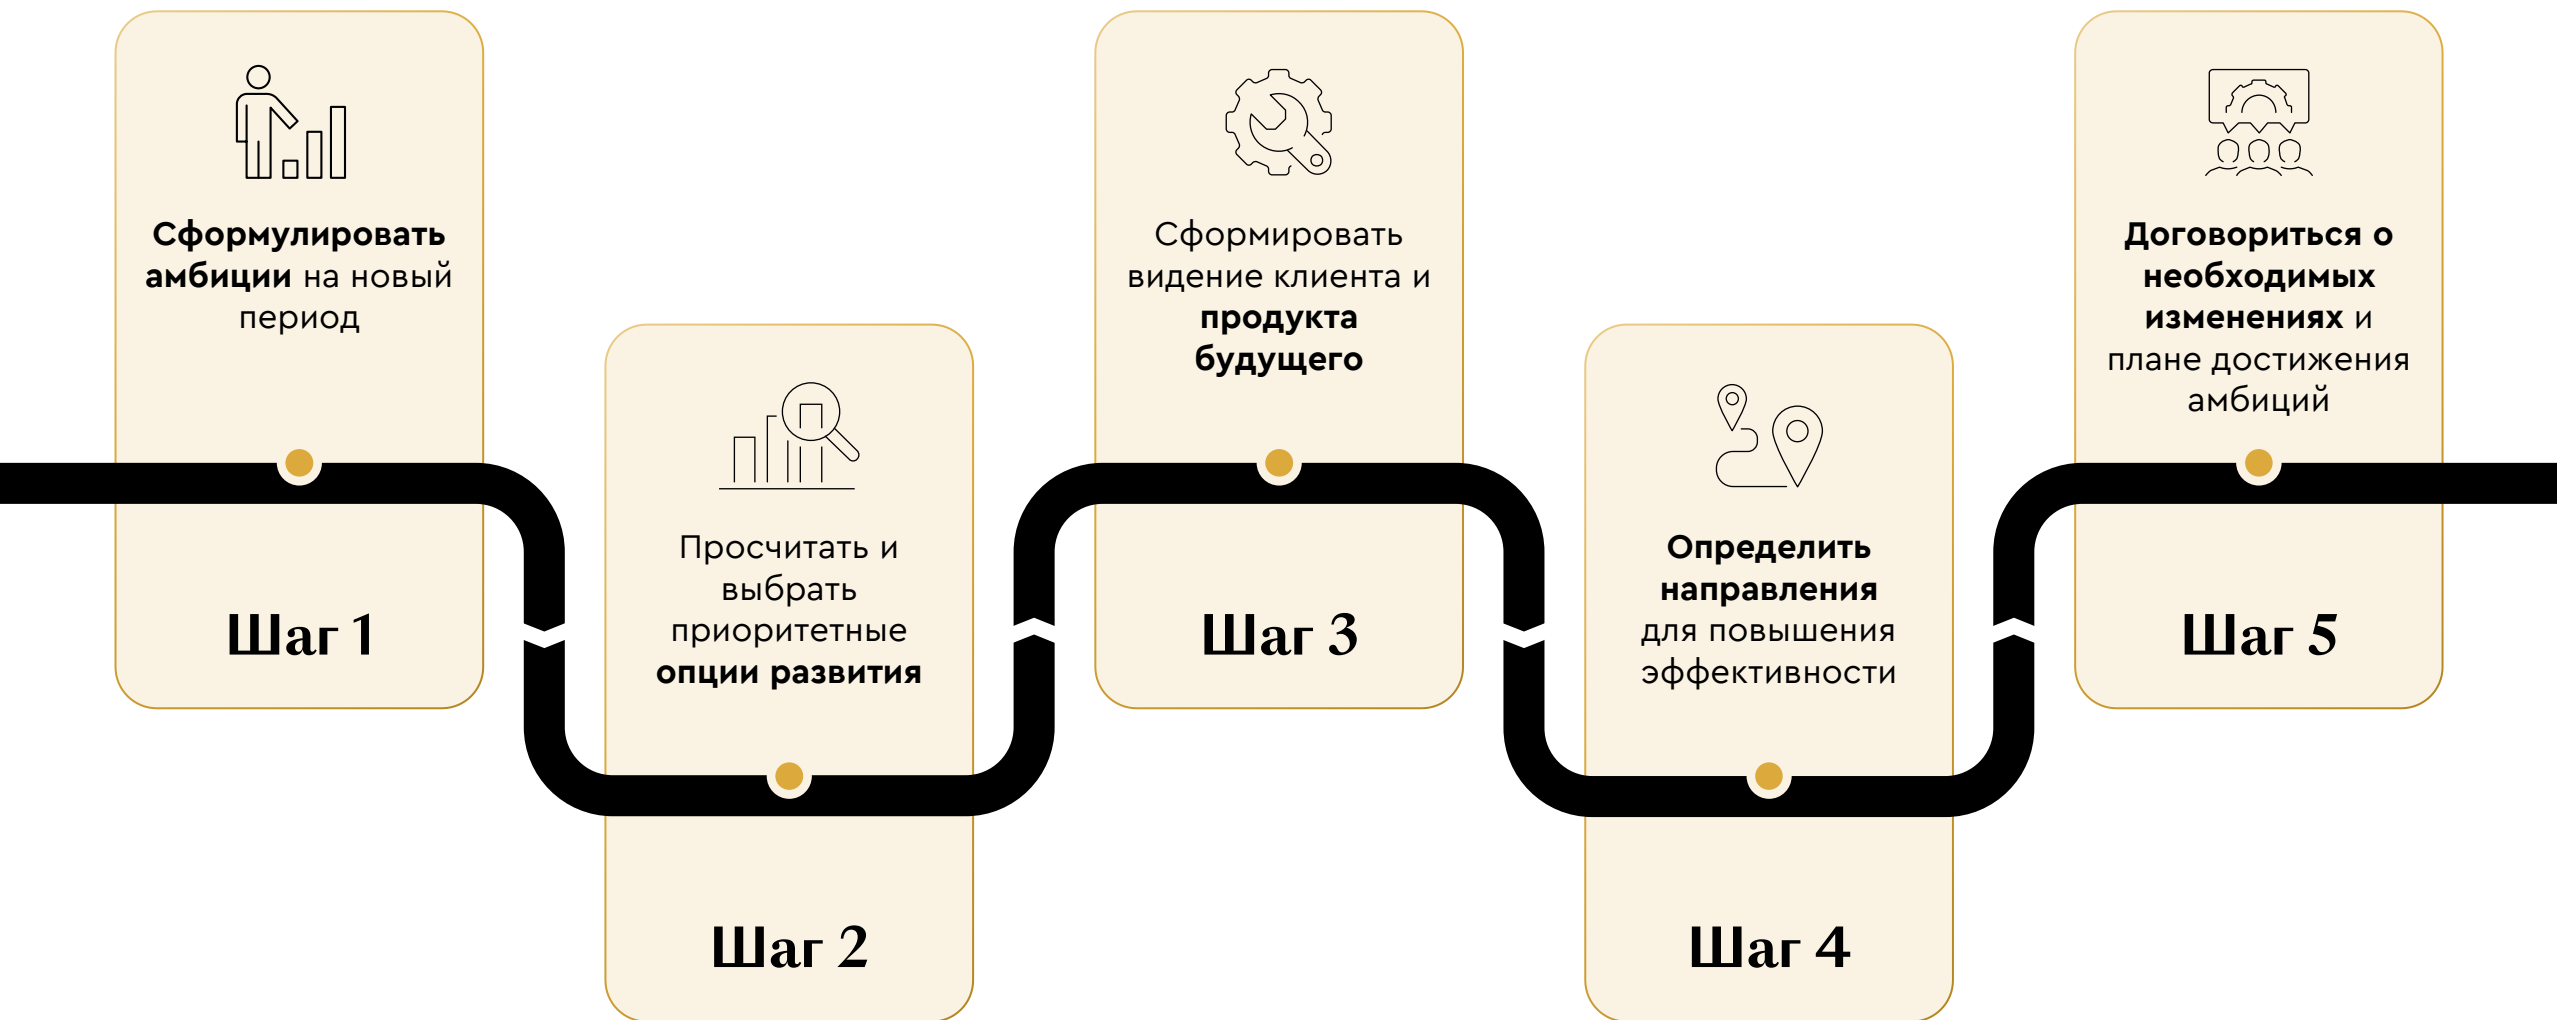 Сформулировать
амбиции на новый
период
Шаг 1
Просчитать и
выбрать
приоритетные
опции развития
Шаг 2
Сформировать
видение клиента и
продукта
будущего
Шаг 3
Определить
направления
для повышения
эффективности
Шаг 4
Договориться о
необходимых
изменениях и
плане достижения
амбиций
Шаг 5